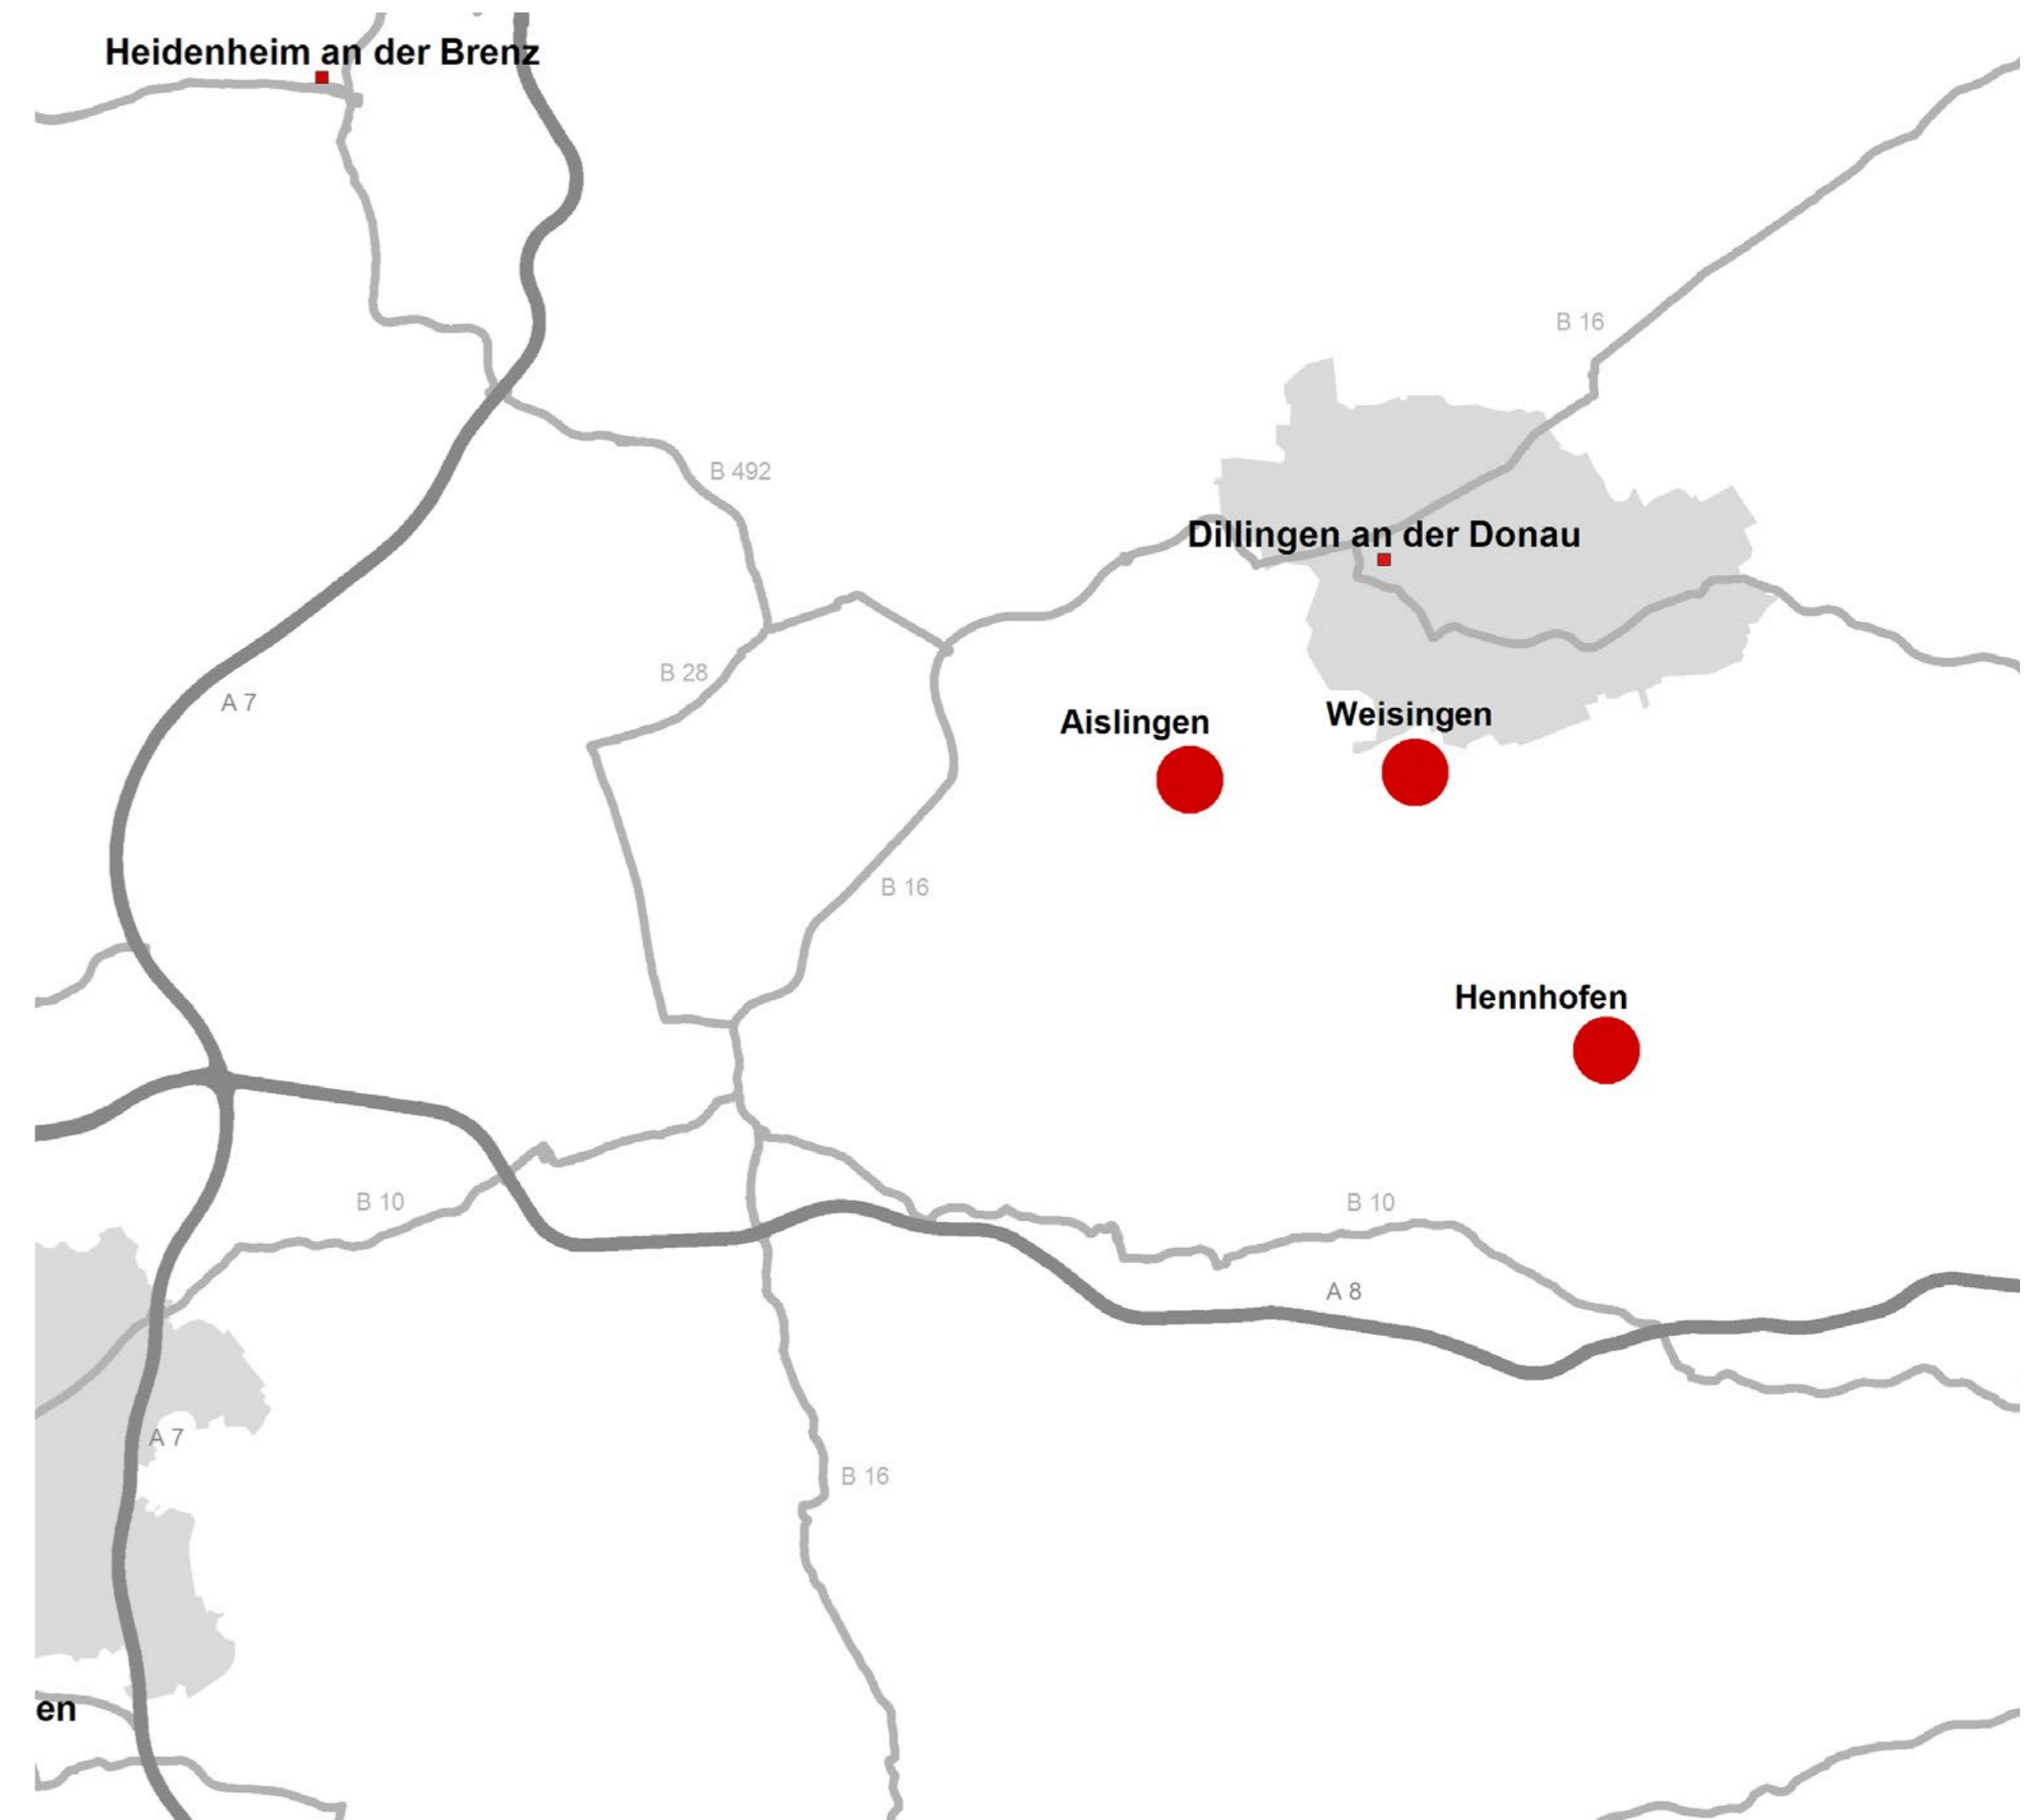 Heidenheim an der Brenz
B 16
B 492
Dillingen an der Donau
B 28
A 7
Aislingen
Weisingen
B 16
Hennhofen
B 10
B 10
A 8
A 7
B 16
en